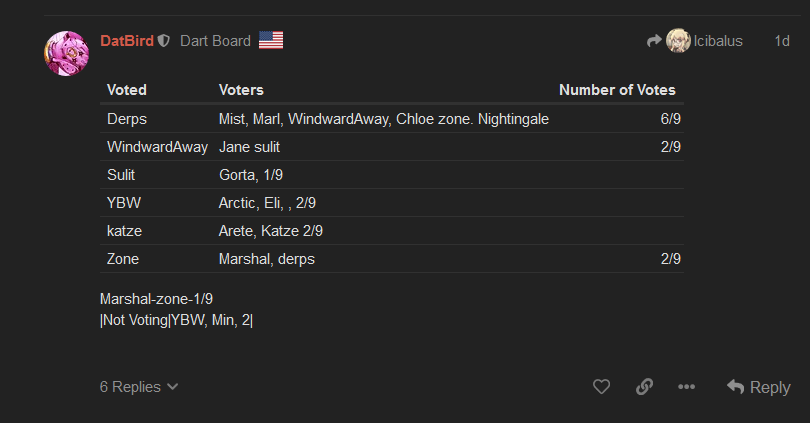 DatBird Dart Board Icibalus 1d
Voted Voters Number of Votes
Derps Mist, Marl, WindwardAway, Chloe zone. Nightingale 6/9
WindwardAway Jane sulit 2/9
Sulit Gorta, 1/9
YBW Arctic, Eli, , 2/9
katze Arete, Katze 2/9
Zone Marshal, derps 2/9
Marshal-zone-1/9
|Not Voting|YBW, Min, 2|
6 Replies Reply